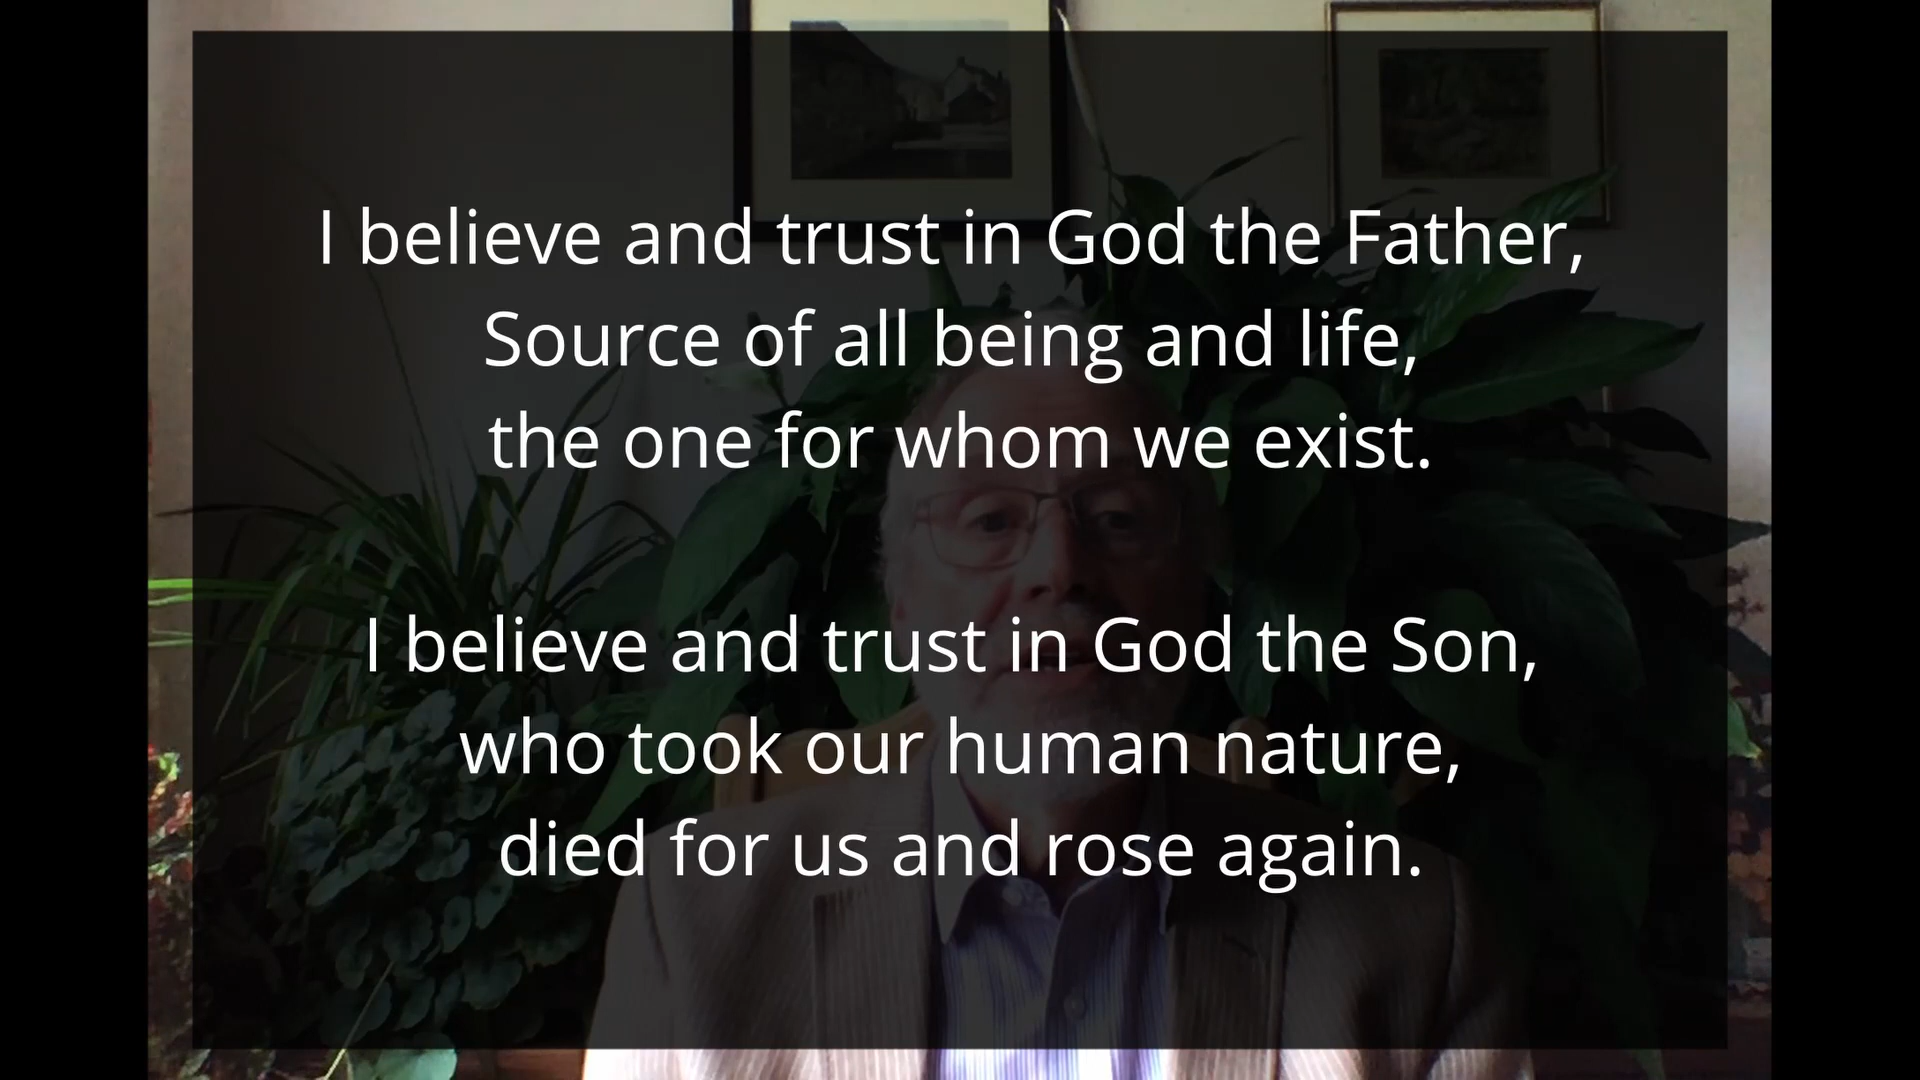 I believe and trust in God the Father,
Source of all being and life,
the one for whom we exist.
I believe and trust in God the Son,
who took our human nature,
died for us and rose again.